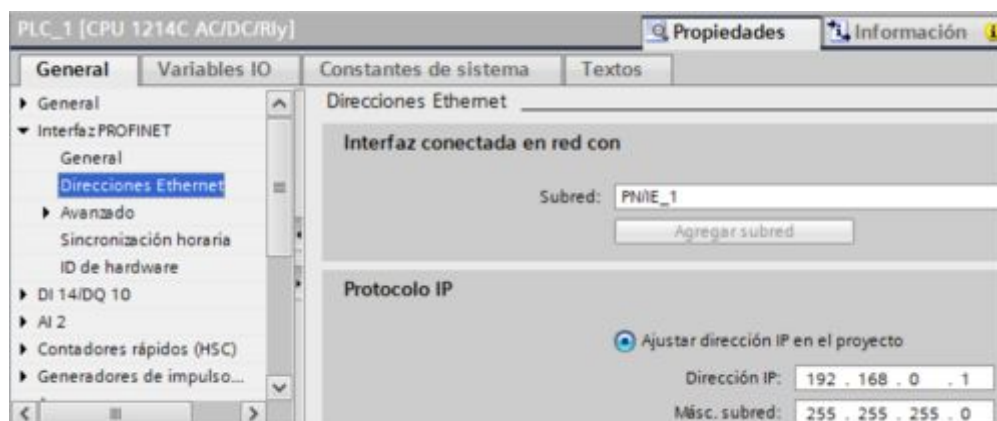 PLC_1 [CPU 1214C AC/DC/Rly]
Propiedades
Información
General
Variables IO
Constantes de sistema
Textos
General
Interfaz PROFINET
General
Direcciones Ethernet
Avanzado
Sincronización horaria
ID de hardware
DI 14/DQ 10
AI 2
Contadores rápidos (HSC)
Generadores de impulso...
Direcciones Ethernet
Interfaz conectada en red con
Subred: PN/IE_1
Agregar subred
Protocolo IP
Ajustar dirección IP en el proyecto
Dirección IP: 192 . 168 . 0 . 1
Másc. subred: 255 . 255 . 255 . 0